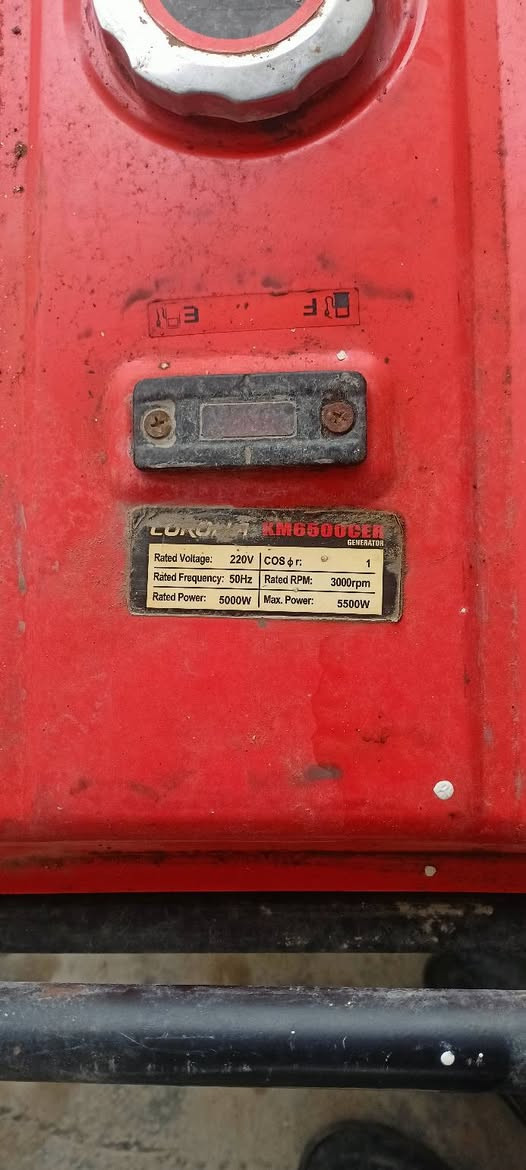 E F
KM6500CER
GENERATOR
Rated Voltage: 220V COS φ r: 1
Rated Frequency: 50Hz Rated RPM: 3000rpm
Rated Power: 5000W Max. Power: 5500W